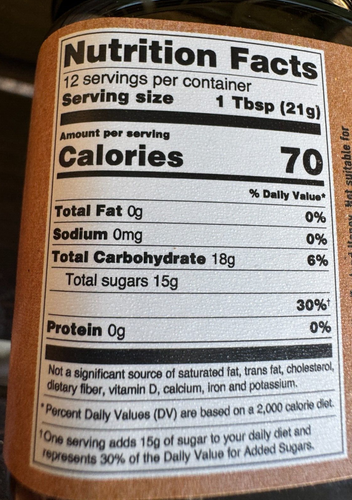 Nutrition Facts
12 servings per container
Serving size 1 Tbsp (21g)
Amount per serving
Calories 70
% Daily Value*
Total Fat 0g 0%
Sodium 0mg 0%
Total Carbohydrate 18g 6%
Total sugars 15g
30%†
Protein 0g 0%
Not a significant source of saturated fat, trans fat, cholesterol,
dietary fiber, vitamin D, calcium, iron and potassium.
*Percent Daily Values (DV) are based on a 2,000 calorie diet.
†One serving adds 15g of sugar to your daily diet and
represents 30% of the Daily Value for Added Sugars.
Not suitable for